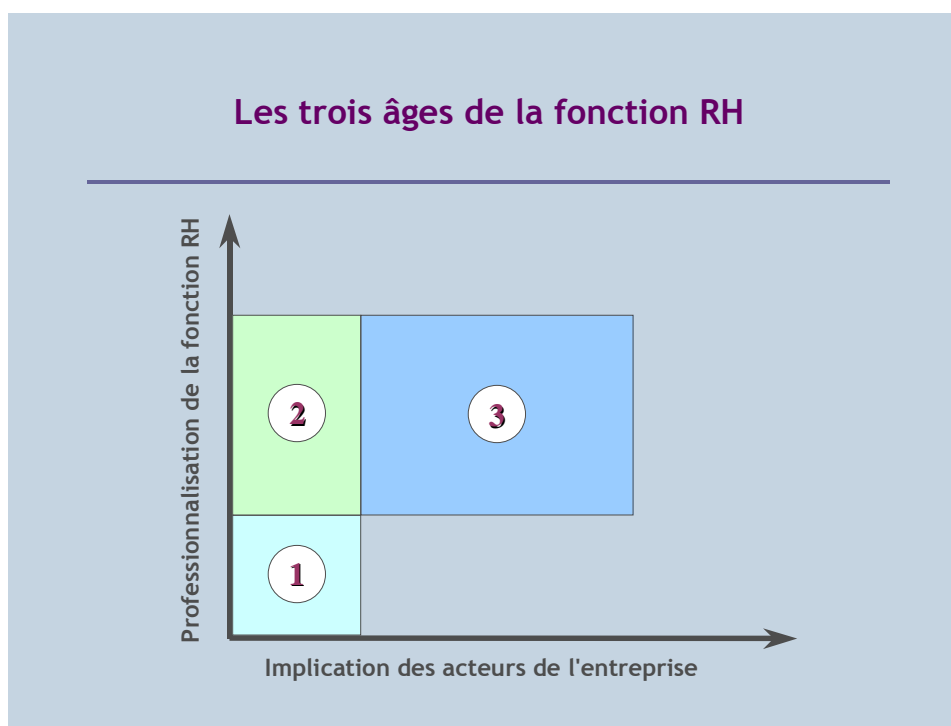 Les trois âges de la fonction RH
Professionnalisation de la fonction RH
2
3
1
Implication des acteurs de l'entreprise